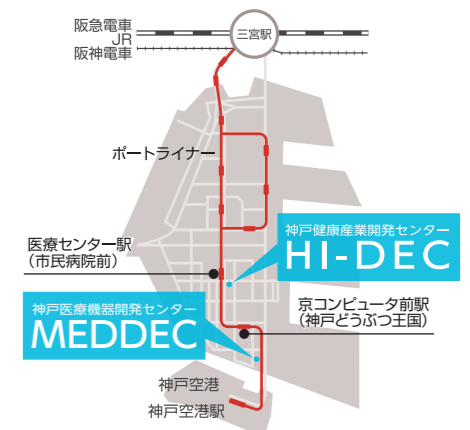 阪急電車
JR
阪神電車
三宮駅
ポートライナー
神戸健康産業開発センター
HI-DEC
医療センター駅
（市民病院前）
神戸医療機器開発センター
MEDDEC
京コンピュータ前駅
（神戸どうぶつ王国）
神戸空港
神戸空港駅